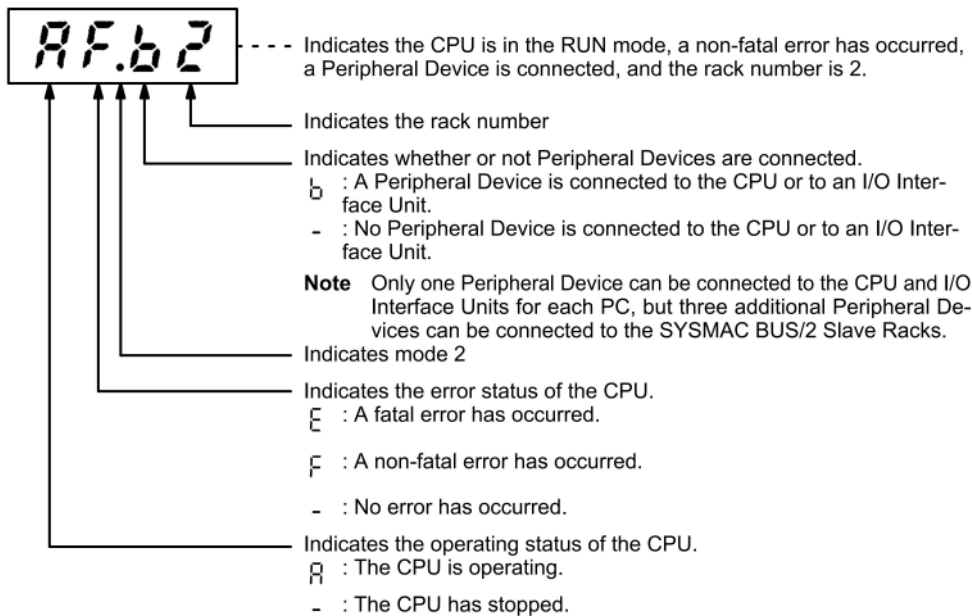 AF.b2
Indicates the CPU is in the RUN mode, a non-fatal error has occurred,
a Peripheral Device is connected, and the rack number is 2.
Indicates the rack number
Indicates whether or not Peripheral Devices are connected.
b : A Peripheral Device is connected to the CPU or to an I/O Inter-
face Unit.
- : No Peripheral Device is connected to the CPU or to an I/O Inter-
face Unit.
Note Only one Peripheral Device can be connected to the CPU and I/O
Interface Units for each PC, but three additional Peripheral De-
vices can be connected to the SYSMAC BUS/2 Slave Racks.
Indicates mode 2
Indicates the error status of the CPU.
E : A fatal error has occurred.
F : A non-fatal error has occurred.
- : No error has occurred.
Indicates the operating status of the CPU.
A : The CPU is operating.
- : The CPU has stopped.